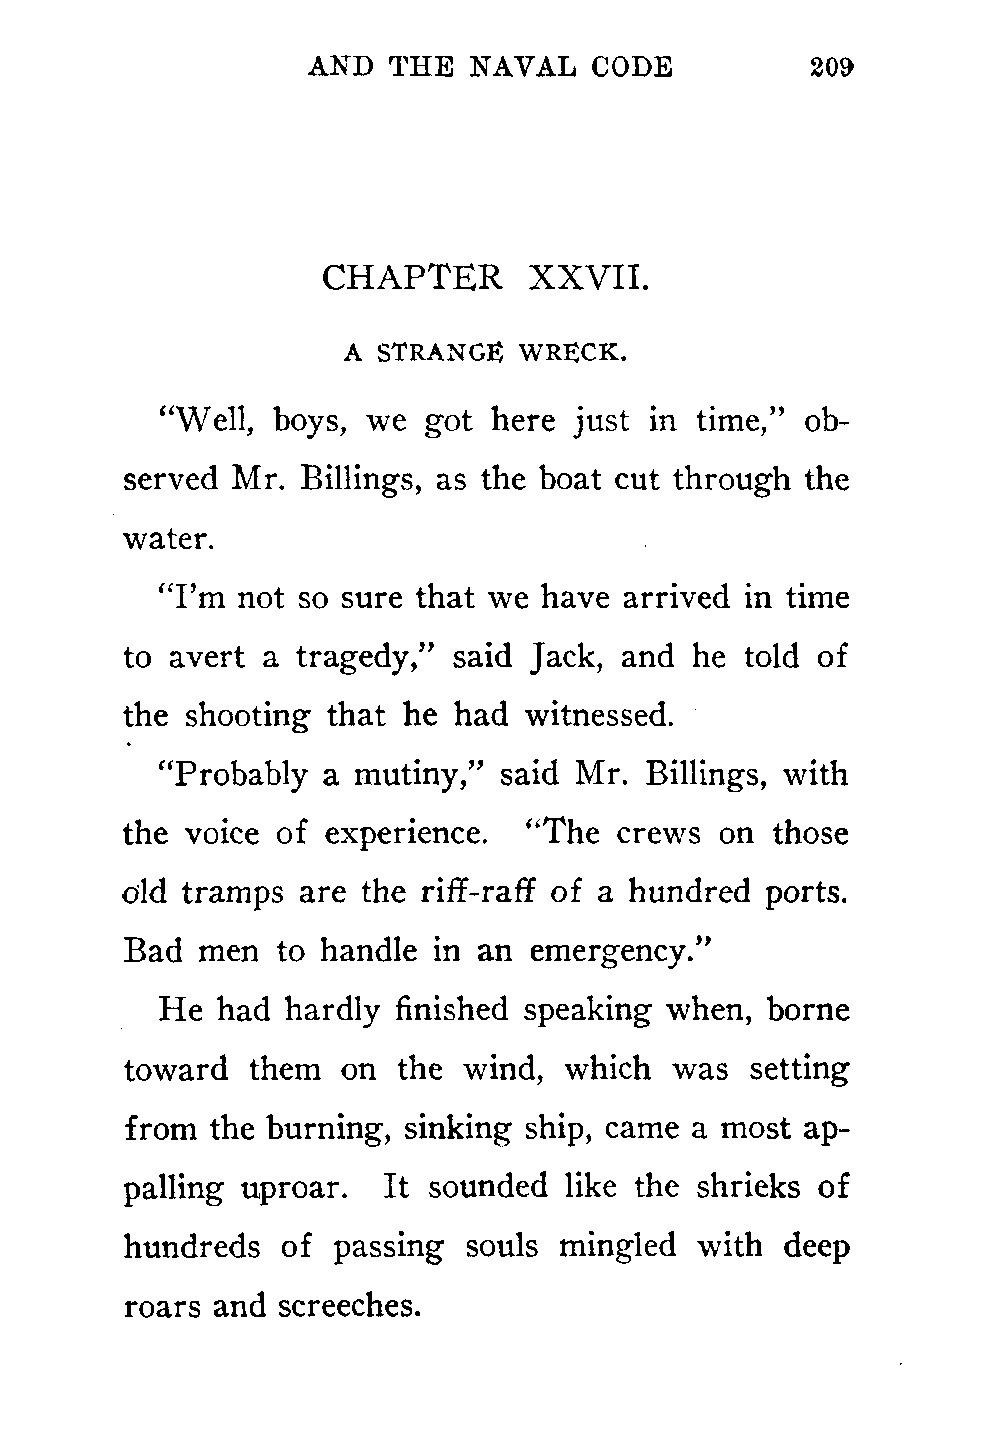 AND THE NAVAL CODE 209
CHAPTER XXVII.
A STRANGE WRECK.
“Well, boys, we got here just in time,” ob-
served Mr. Billings, as the boat cut through the
water.
“I’m not so sure that we have arrived in time
to avert a tragedy,” said Jack, and he told of
the shooting that he had witnessed.
“Probably a mutiny,” said Mr. Billings, with
the voice of experience. “The crews on those
old tramps are the riff-raff of a hundred ports.
Bad men to handle in an emergency.”
He had hardly finished speaking when, borne
toward them on the wind, which was setting
from the burning, sinking ship, came a most ap-
palling uproar. It sounded like the shrieks of
hundreds of passing souls mingled with deep
roars and screeches.